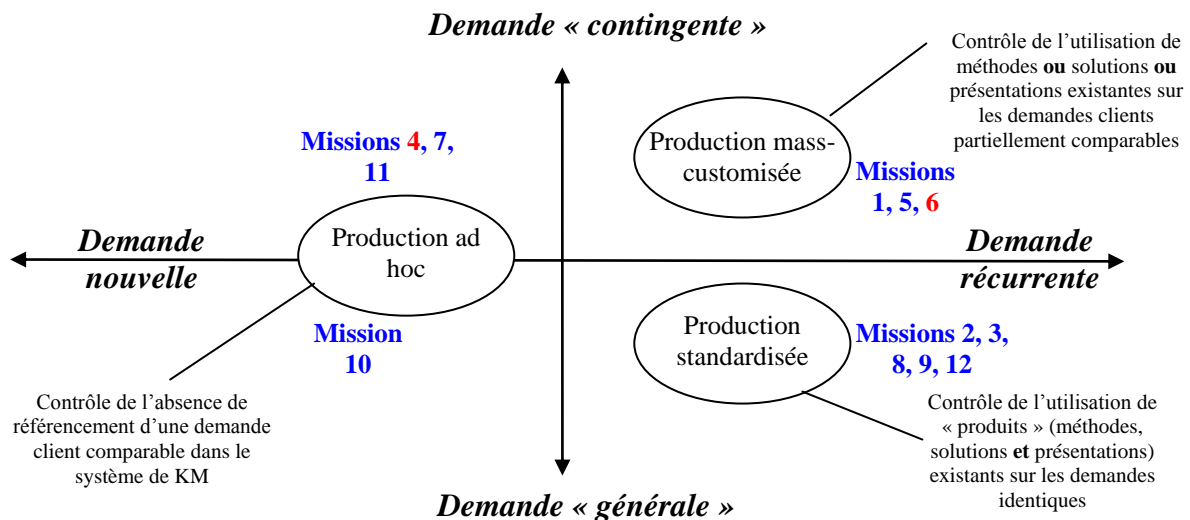 Demande « contingente »
Contrôle de l’utilisation de
méthodes ou solutions ou
présentations existantes sur
les demandes clients
partiellement comparables
Missions 4, 7,
11
Production mass-
customisée
Missions
1, 5, 6
Demande
nouvelle
Production ad
hoc
Demande
récurrente
Mission
10
Production
standardisée
Missions 2, 3,
8, 9, 12
Contrôle de l’absence de
référencement d’une demande
client comparable dans le
système de KM
Contrôle de l’utilisation de
« produits » (méthodes,
solutions et présentations)
existants sur les demandes
identiques
Demande « générale »